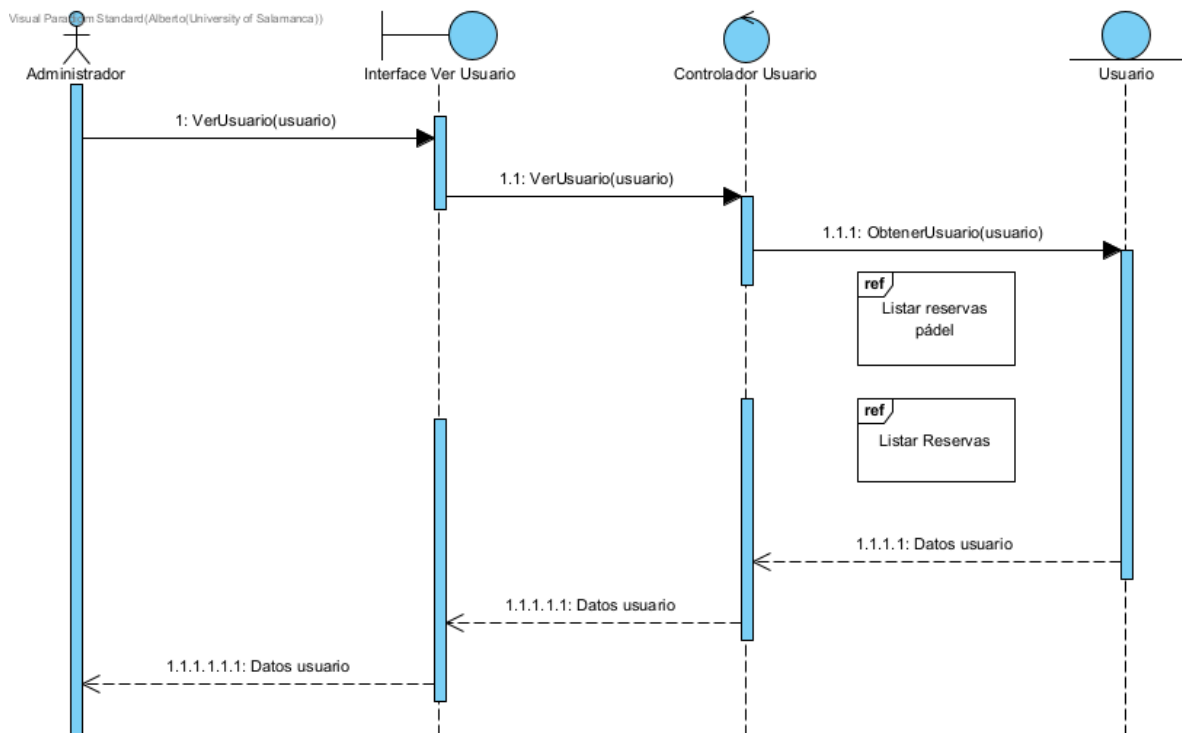 Visual Paradigm Standard(Alberto(University of Salamanca))
Administrador
Interface Ver Usuario
Controlador Usuario
Usuario
1: VerUsuario(usuario)
1.1: VerUsuario(usuario)
1.1.1: ObtenerUsuario(usuario)
ref
Listar reservas
pádel
ref
Listar Reservas
1.1.1.1: Datos usuario
1.1.1.1.1: Datos usuario
1.1.1.1.1.1: Datos usuario